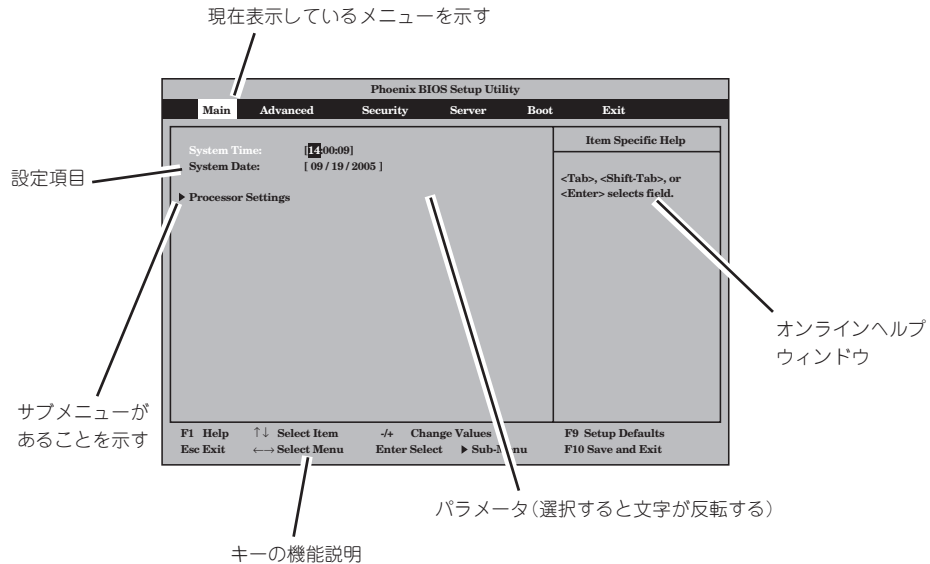 現在表示しているメニューを示す
Phoenix BIOS Setup Utility
Main Advanced Security Server Boot Exit
System Time: [14:00:09]
System Date: [ 09 / 19 / 2005 ]
▶ Processor Settings
Item Specific Help
<Tab>, <Shift-Tab>, or
<Enter> selects field.
設定項目
オンラインヘルプ
ウィンドウ
サブメニューが
あることを示す
F1 Help ↑↓ Select Item -/+ Change Values F9 Setup Defaults
Esc Exit ←→ Select Menu Enter Select ▶ Sub-Menu F10 Save and Exit
パラメータ（選択すると文字が反転する）
キーの機能説明